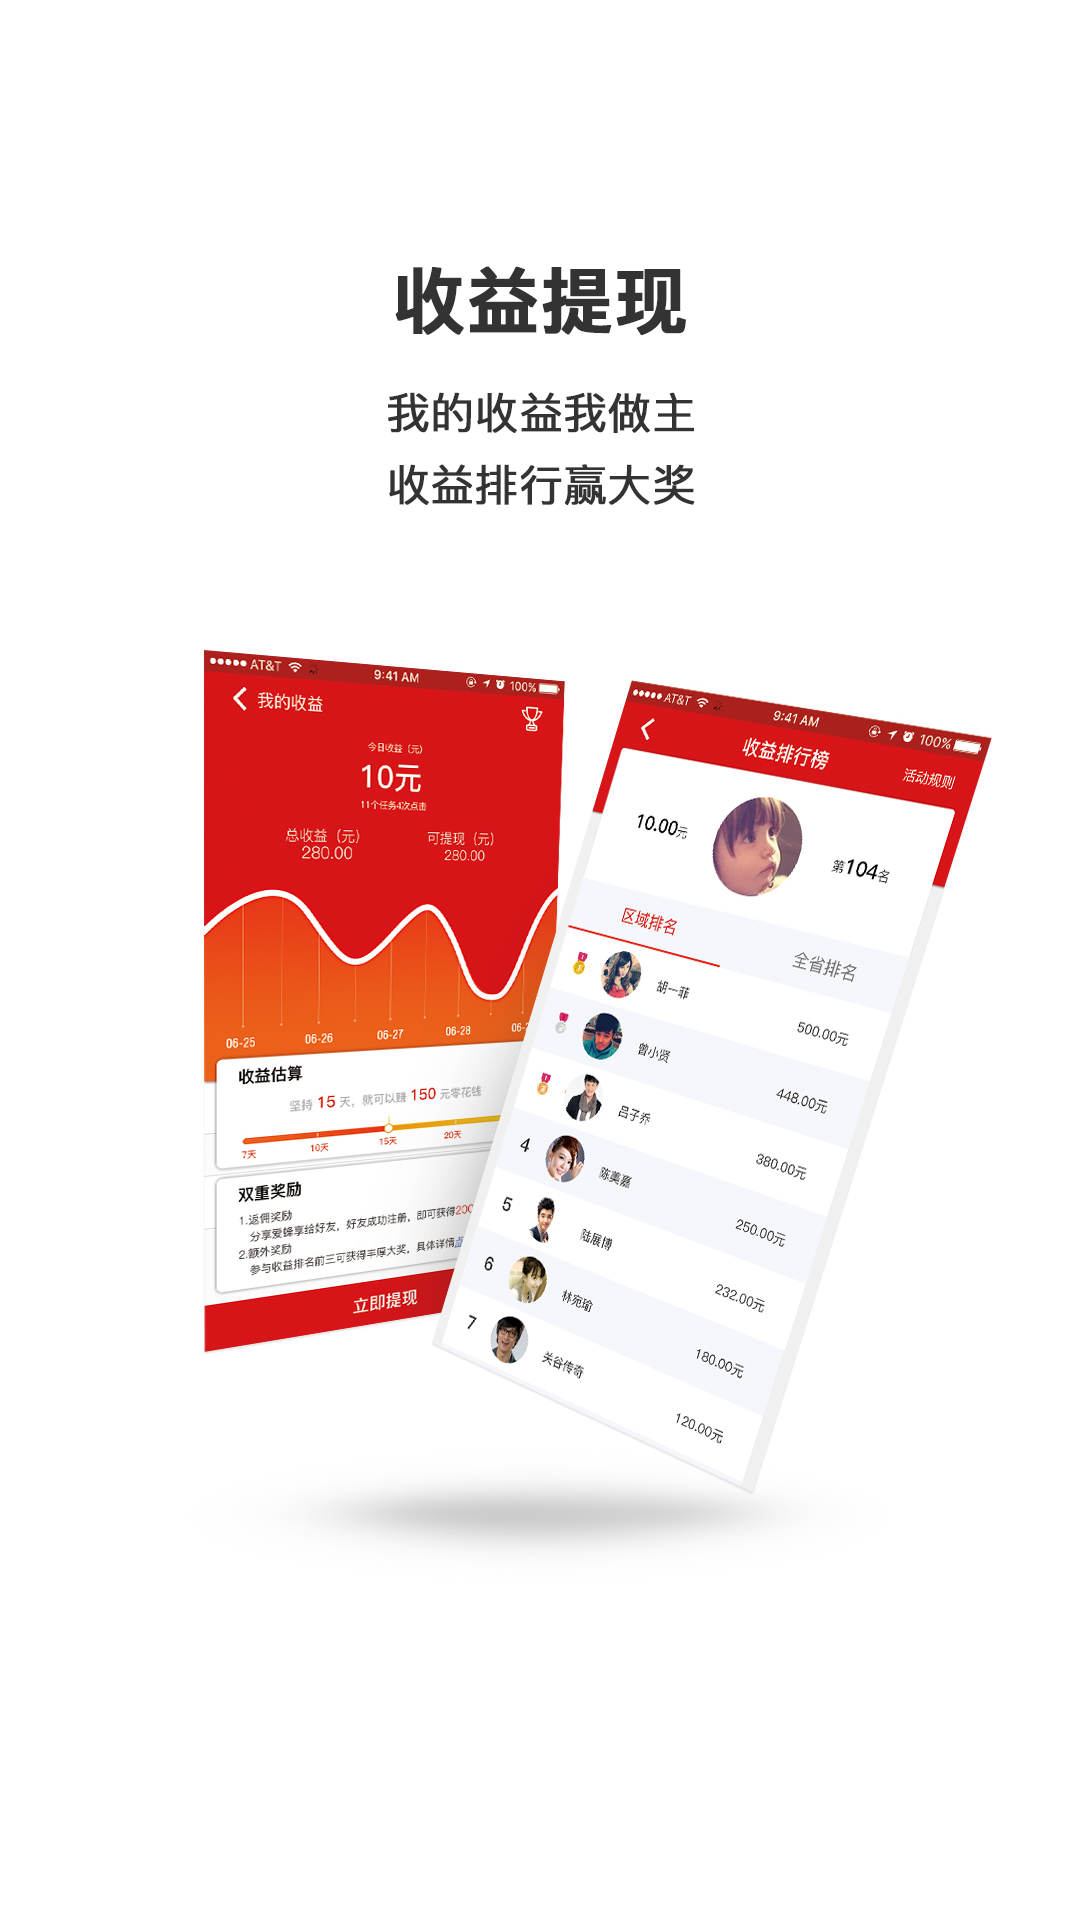 收益提现
我的收益我做主
收益排行赢大奖
AT&T 9:41 AM 100%
我的收益
今日收益（元）
10元
11个任务4次点击
总收益（元） 可提现（元）
280.00 280.00
06-25 06-26 06-27 06-28
收益估算
坚持 15 天，就可以赚 150 元零花钱
7天 10天 15天 20天
双重奖励
1.返佣奖励
分享爱蜂享给好友，好友成功注册，即可获得200
2.额外奖励
参与收益排名前三可获得丰厚大奖，具体详情
立即提现
AT&T 9:41 AM 100%
收益排行榜
活动规则
10.00元
第104名
区域排名 全省排名
胡一菲 500.00元
曾小贤 448.00元
吕子乔 380.00元
4 陈美嘉 250.00元
5 陆展博 232.00元
6 林宛瑜 180.00元
7 关谷传奇 120.00元